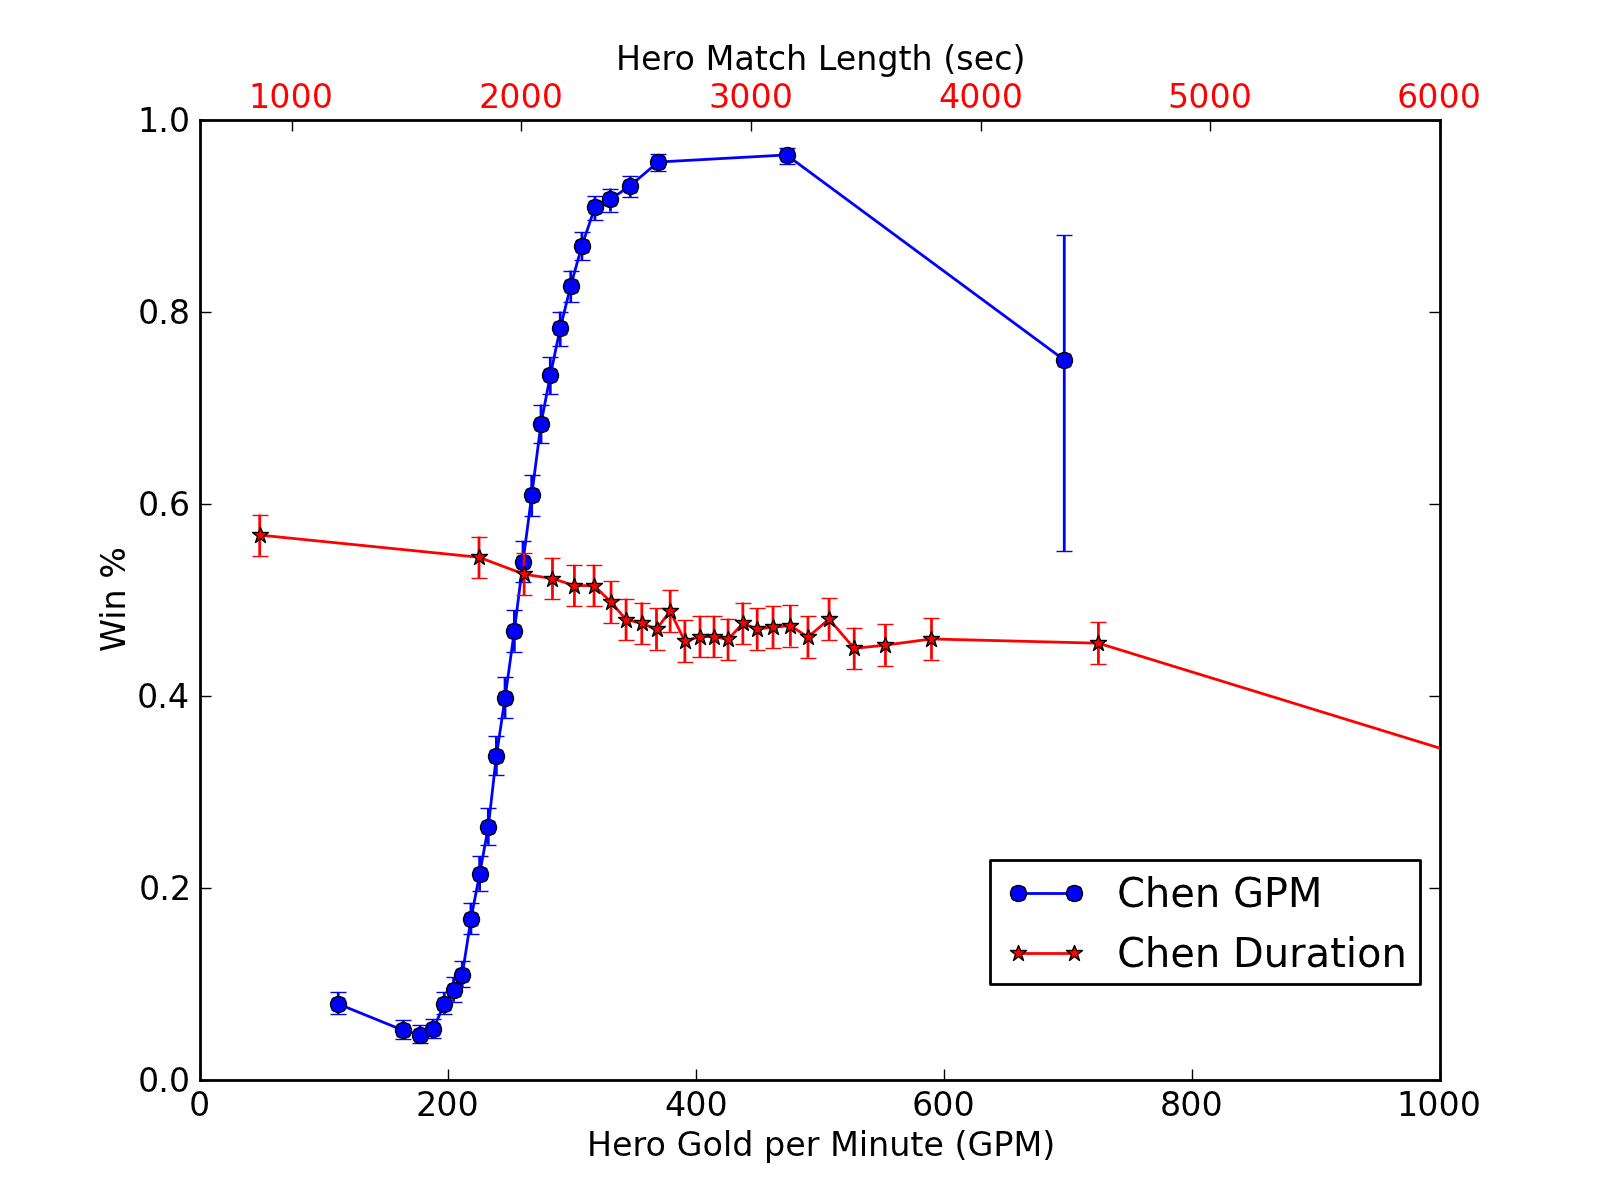 Hero Match Length (sec)
1000 2000 3000 4000 5000 6000
1.0
0.8
0.6
0.4
0.2
0.0
Win %
Chen GPM
Chen Duration
0 200 400 600 800 1000
Hero Gold per Minute (GPM)